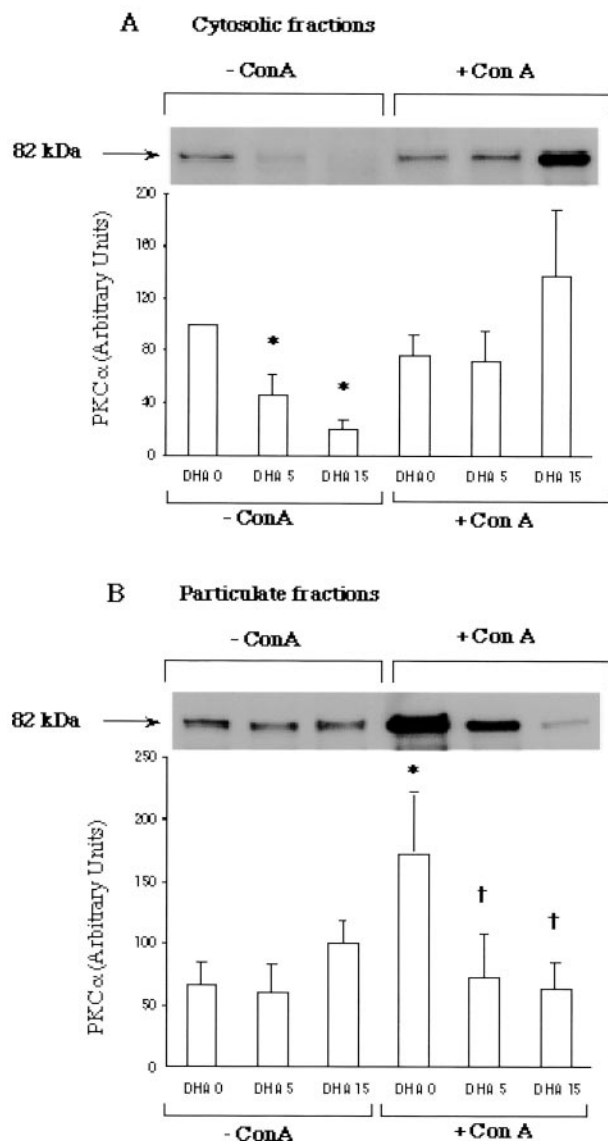 A Cytosolic fractions
- ConA + Con A
82 kDa
PKCα (Arbitrary Units)
200
160
120
80
40
0
* *
DHA 0 DHA 5 DHA 15 DHA 0 DHA 5 DHA 15
- ConA + Con A
B Particulate fractions
- ConA + Con A
82 kDa
PKCα (Arbitrary Units)
250
200
150
100
50
0
* † †
DHA 0 DHA 5 DHA 15 DHA 0 DHA 5 DHA 15
- ConA + Con A